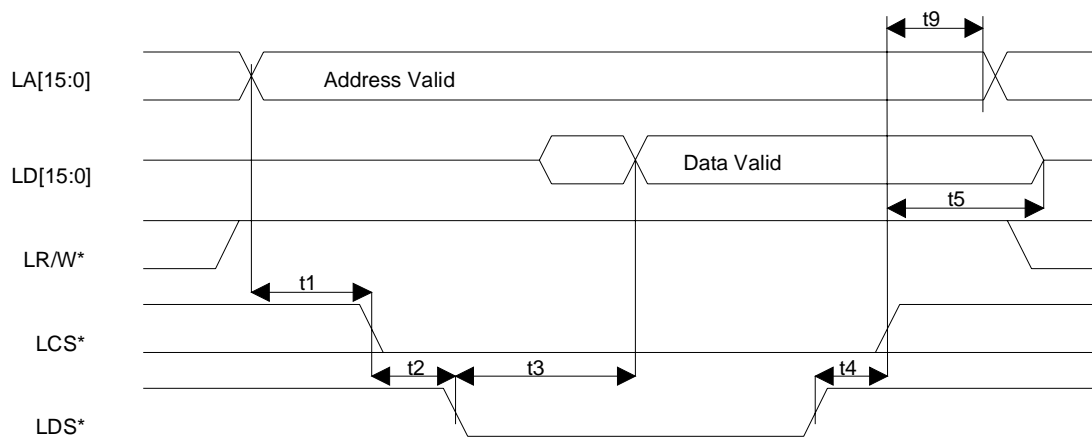 t9
LA[15:0]
Address Valid
LD[15:0]
Data Valid
t5
LR/W*
t1
LCS*
t2
t3
t4
LDS*